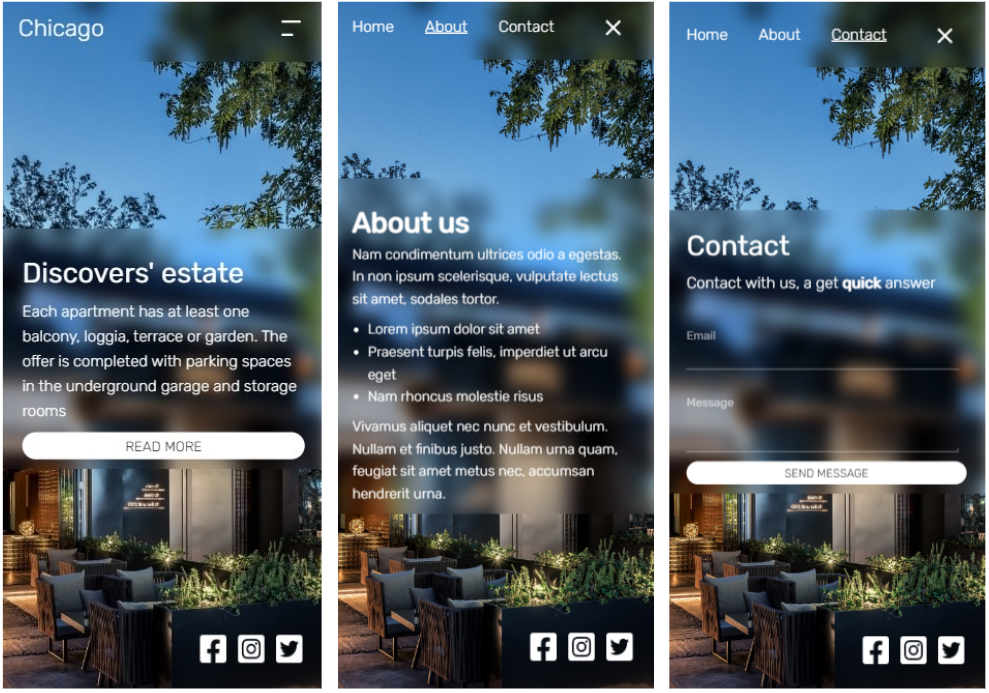 Chicago
Discovers' estate
Each apartment has at least one
balcony, loggia, terrace or garden. The
offer is completed with parking spaces
in the underground garage and storage
rooms
READ MORE
Home About Contact
About us
Nam condimentum ultrices odio a egestas.
In non ipsum scelerisque, vulputate lectus
sit amet, sodales tortor.
• Lorem ipsum dolor sit amet
• Praesent turpis felis, imperdiet ut arcu
eget
• Nam rhoncus molestie risus
Vivamus aliquet nec nunc et vestibulum.
Nullam et finibus justo. Nullam urna quam,
feugiat sit amet metus nec, accumsan
hendrerit urna.
Home About Contact
Contact
Contact with us, a get quick answer
Email
Message
SEND MESSAGE